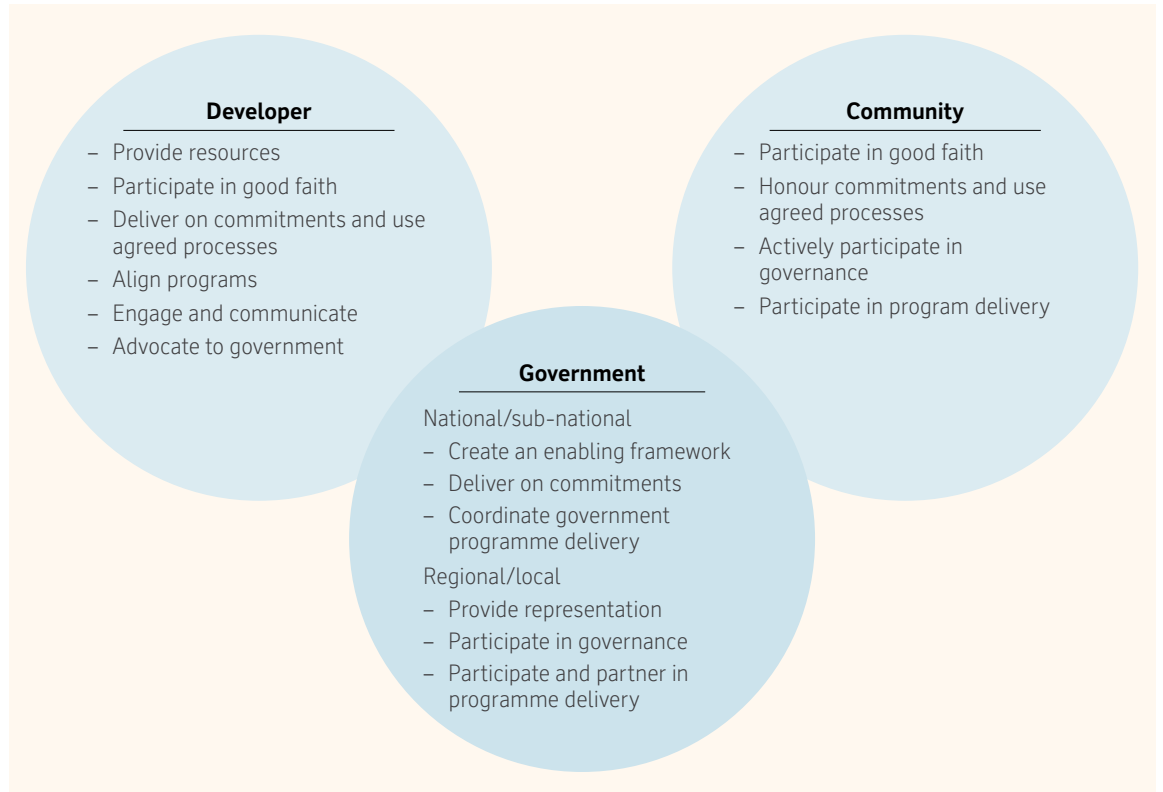 Developer
– Provide resources
– Participate in good faith
– Deliver on commitments and use
agreed processes
– Align programs
– Engage and communicate
– Advocate to government
Community
– Participate in good faith
– Honour commitments and use
agreed processes
– Actively participate in
governance
– Participate in program delivery
Government
National/sub-national
– Create an enabling framework
– Deliver on commitments
– Coordinate government
programme delivery
Regional/local
– Provide representation
– Participate in governance
– Participate and partner in
programme delivery